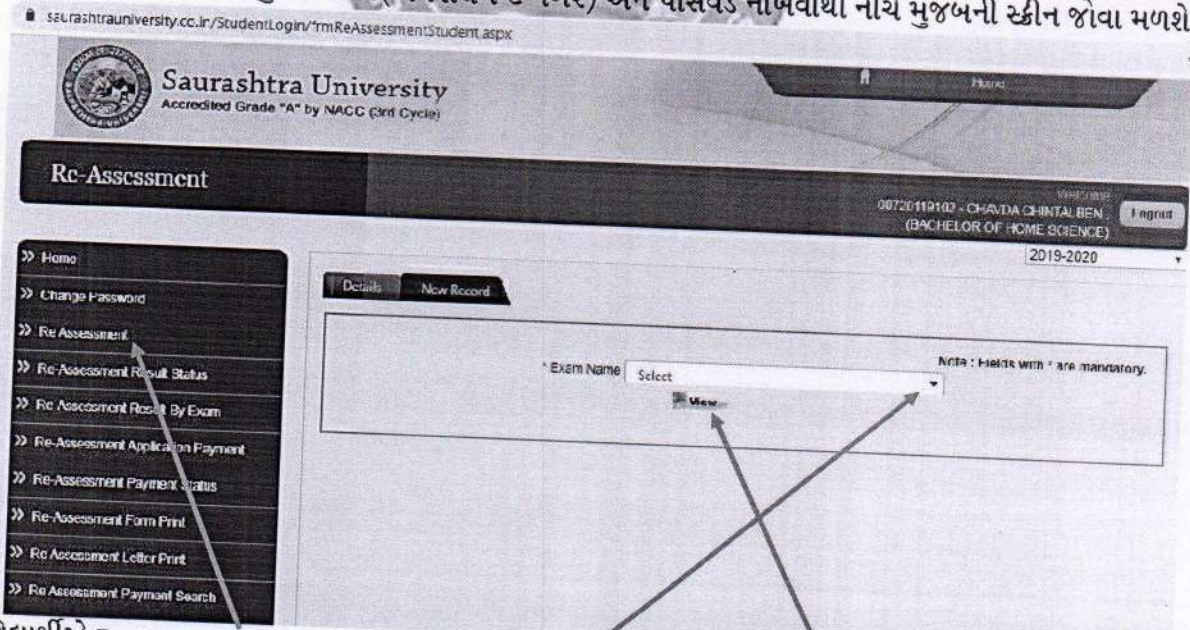 અને પાસવર્ડ નાખવાથી નીચે મુજબની સ્ક્રીન જોવા મળશે
saurashtrauniversity.co.in/StudentLogin/frmReAssessmentStudent.aspx
Saurashtra University
Accredited Grade "A" by NACC (3rd Cycle)
Home
Re-Assessment
Welcome
00720119102 - CHAVDA CHINTALBEN
(BACHELOR OF HOME SCIENCE)
Logout
2019-2020
>> Home
>> Change Password
>> Re Assessment
>> Re-Assessment Result Status
>> Re Assessment Result By Exam
>> Re-Assessment Application Payment
>> Re-Assessment Payment Status
>> Re-Assessment Form Print
>> Re Assessment Letter Print
>> Re Assessment Payment Search
Details
New Record
Note : Fields with * are mandatory.
* Exam Name
Select
View